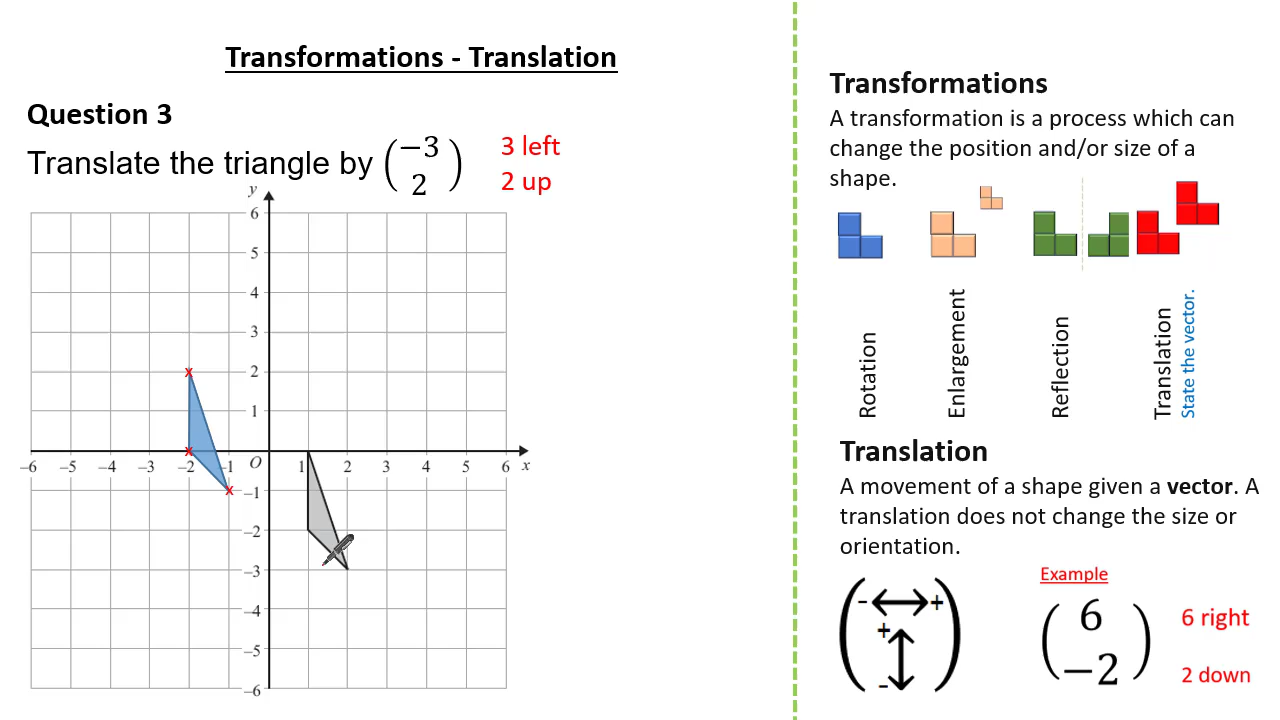 Transformations - Translation
Question 3
Translate the triangle by (−3
2)
3 left
2 up
y
6
5
4
3
2
1
−6 −5 −4 −3 −2 −1 O 1 2 3 4 5 6 x
−1
−2
−3
−4
−5
−6
x
x
x
Transformations
A transformation is a process which can
change the position and/or size of a
shape.
Rotation
Enlargement
Reflection
Translation
State the vector.
Translation
A movement of a shape given a vector. A
translation does not change the size or
orientation.
- +
+
-
Example
(6
−2)
6 right
2 down